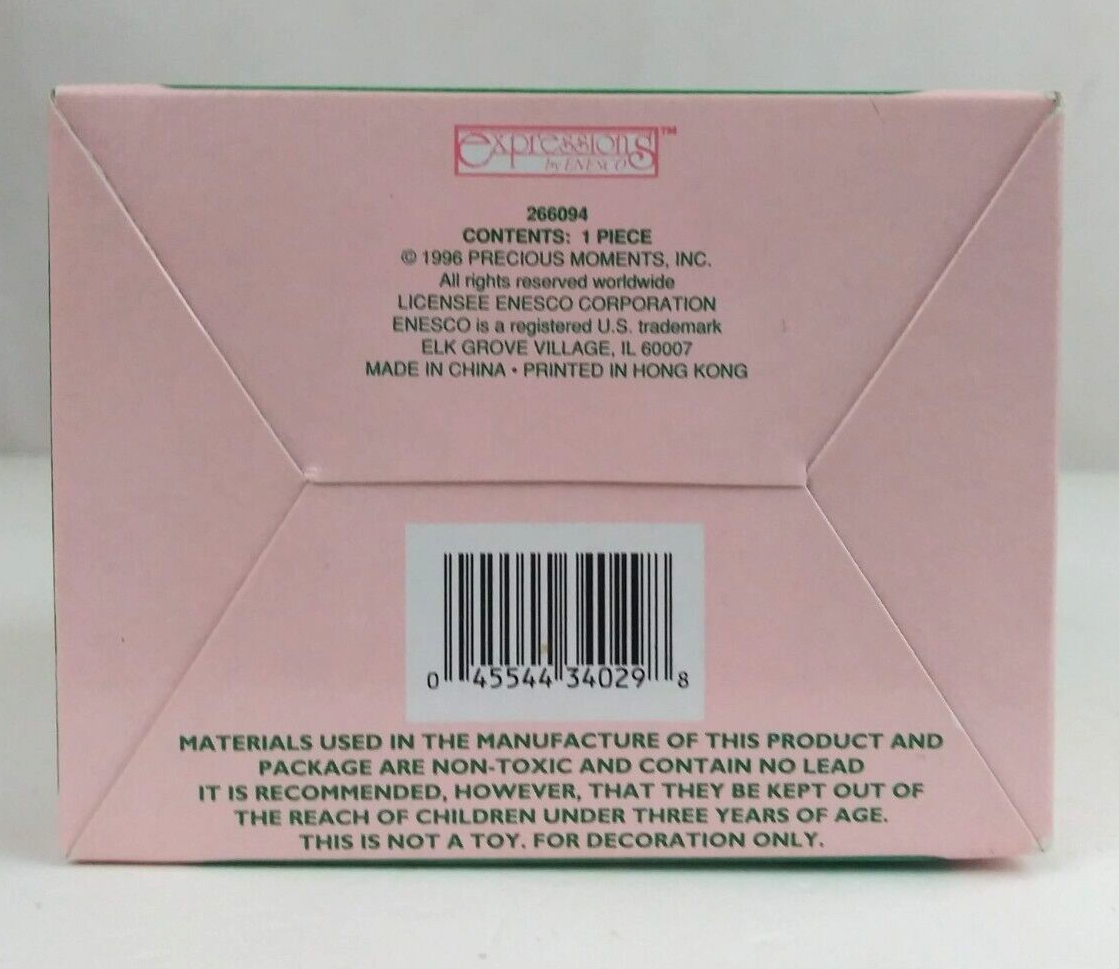 expressions™
by ENESCO
266094
CONTENTS: 1 PIECE
© 1996 PRECIOUS MOMENTS, INC.
All rights reserved worldwide
LICENSEE ENESCO CORPORATION
ENESCO is a registered U.S. trademark
ELK GROVE VILLAGE, IL 60007
MADE IN CHINA • PRINTED IN HONG KONG
0 45544 34029 8
MATERIALS USED IN THE MANUFACTURE OF THIS PRODUCT AND
PACKAGE ARE NON-TOXIC AND CONTAIN NO LEAD
IT IS RECOMMENDED, HOWEVER, THAT THEY BE KEPT OUT OF
THE REACH OF CHILDREN UNDER THREE YEARS OF AGE.
THIS IS NOT A TOY. FOR DECORATION ONLY.